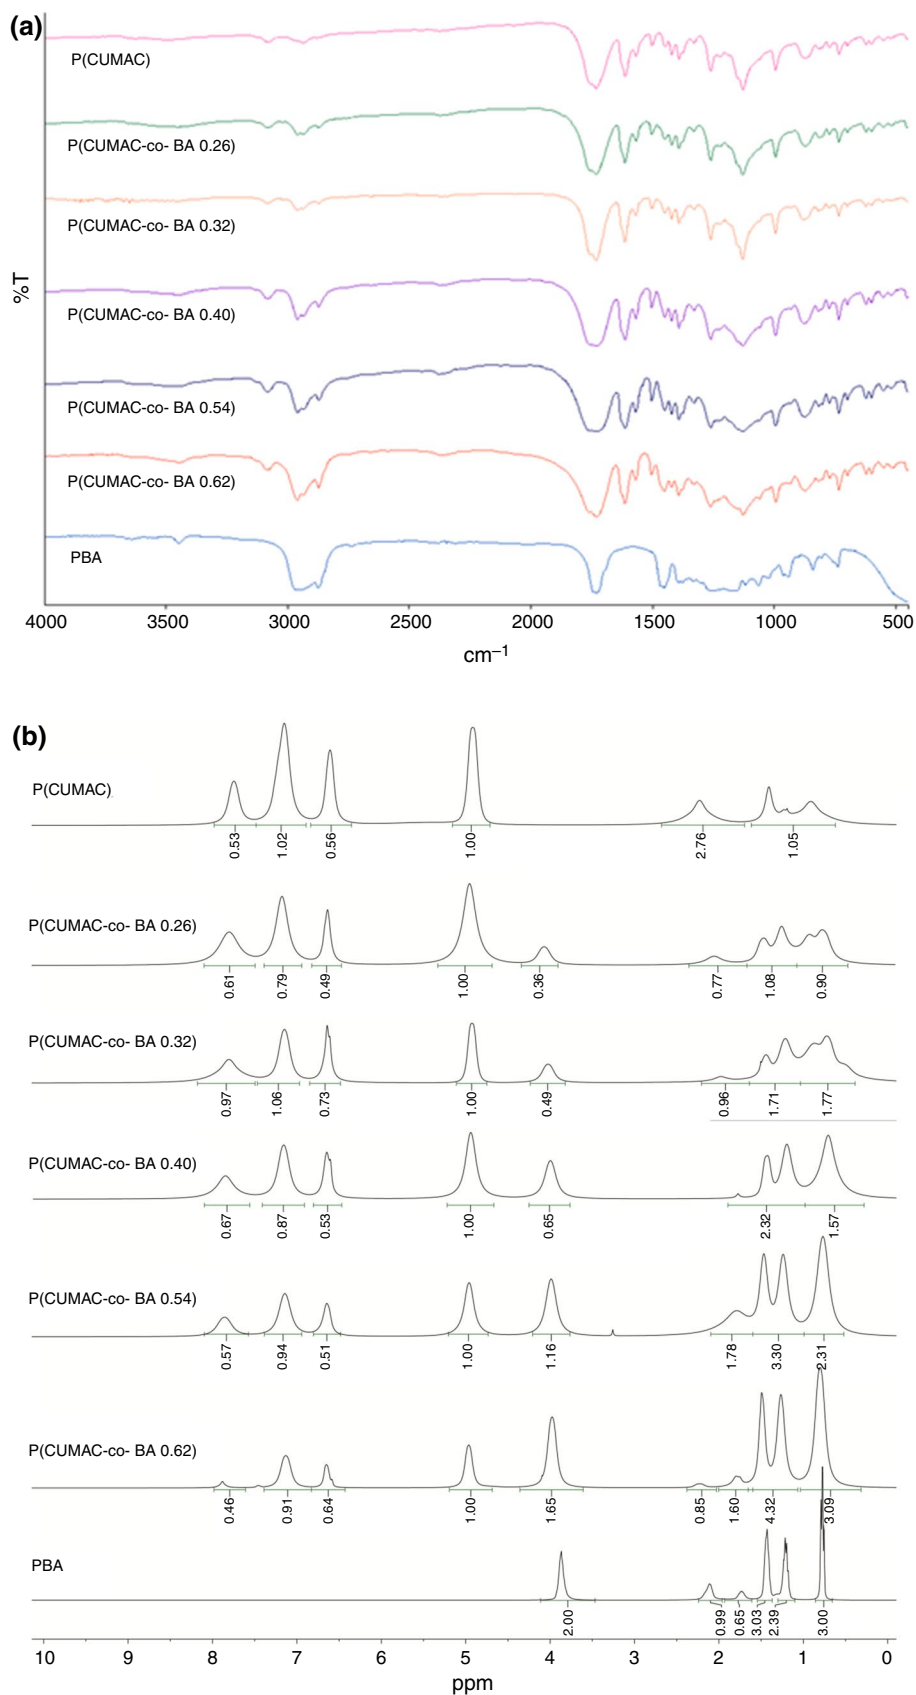 (a)
P(CUMAC)
P(CUMAC-co- BA 0.26)
P(CUMAC-co- BA 0.32)
P(CUMAC-co- BA 0.40)
P(CUMAC-co- BA 0.54)
P(CUMAC-co- BA 0.62)
PBA
%T
4000 3500 3000 2500 2000 1500 1000 500
cm−1
(b)
P(CUMAC)
0.53 1.02 0.56 1.00 2.76 1.05
P(CUMAC-co- BA 0.26)
0.61 0.79 0.49 1.00 0.36 0.77 1.08 0.90
P(CUMAC-co- BA 0.32)
0.97 1.06 0.73 1.00 0.49 0.96 1.71 1.77
P(CUMAC-co- BA 0.40)
0.67 0.87 0.53 1.00 0.65 2.32 1.57
P(CUMAC-co- BA 0.54)
0.57 0.94 0.51 1.00 1.16 1.78 3.30 2.31
P(CUMAC-co- BA 0.62)
0.46 0.91 0.64 1.00 1.65 0.85 1.60 4.32 3.09
PBA
2.00 0.99 0.65 3.03 2.39 3.00
10 9 8 7 6 5 4 3 2 1 0
ppm